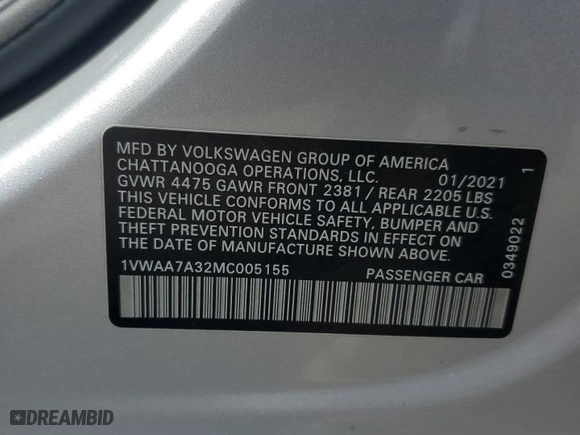 MFD BY VOLKSWAGEN GROUP OF AMERICA
CHATTANOOGA OPERATIONS, LLC. 01/2021
GVWR 4475 GAWR FRONT 2381 / REAR 2205 LBS
THIS VEHICLE CONFORMS TO ALL APPLICABLE U.S.
FEDERAL MOTOR VEHICLE SAFETY, BUMPER AND
THEFT PREVENTION STANDARDS IN EFFECT ON
THE DATE OF MANUFACTURE SHOWN ABOVE.
1VWAA7A32MC005155 PASSENGER CAR
0349022 1
DREAMBID